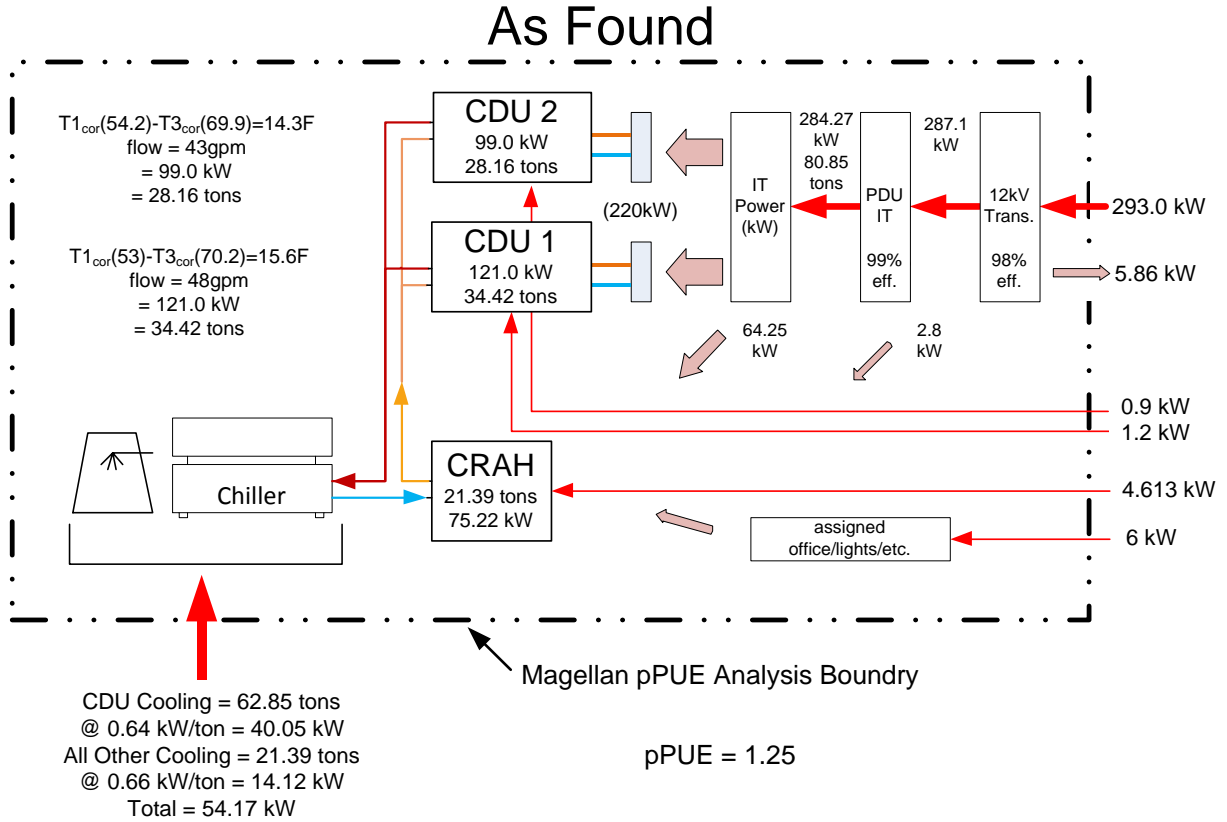 As Found
T1cor(54.2)-T3cor(69.9)=14.3F
flow = 43gpm
= 99.0 kW
= 28.16 tons
T1cor(53)-T3cor(70.2)=15.6F
flow = 48gpm
= 121.0 kW
= 34.42 tons
CDU 2
99.0 kW
28.16 tons
CDU 1
121.0 kW
34.42 tons
(220kW)
IT
Power
(kW)
284.27
kW
80.85
tons
PDU
IT
99%
eff.
287.1
kW
12kV
Trans.
98%
eff.
293.0 kW
5.86 kW
64.25
kW
2.8
kW
0.9 kW
1.2 kW
Chiller
CRAH
21.39 tons
75.22 kW
4.613 kW
assigned
office/lights/etc.
6 kW
Magellan pPUE Analysis Boundry
CDU Cooling = 62.85 tons
@ 0.64 kW/ton = 40.05 kW
All Other Cooling = 21.39 tons
@ 0.66 kW/ton = 14.12 kW
Total = 54.17 kW
pPUE = 1.25